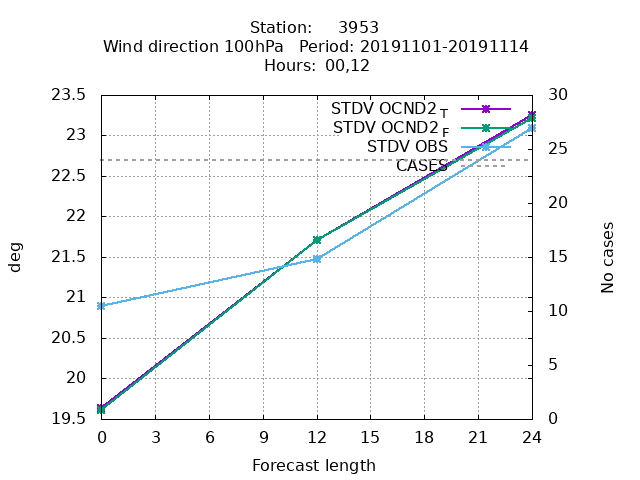 Station: 3953
Wind direction 100hPa Period: 20191101-20191114
Hours: 00,12
STDV OCND2_T
STDV OCND2_F
STDV OBS
CASES
23.5
23
22.5
22
21.5
21
20.5
20
19.5
deg
30
25
20
15
10
5
0
No cases
0 3 6 9 12 15 18 21 24
Forecast length